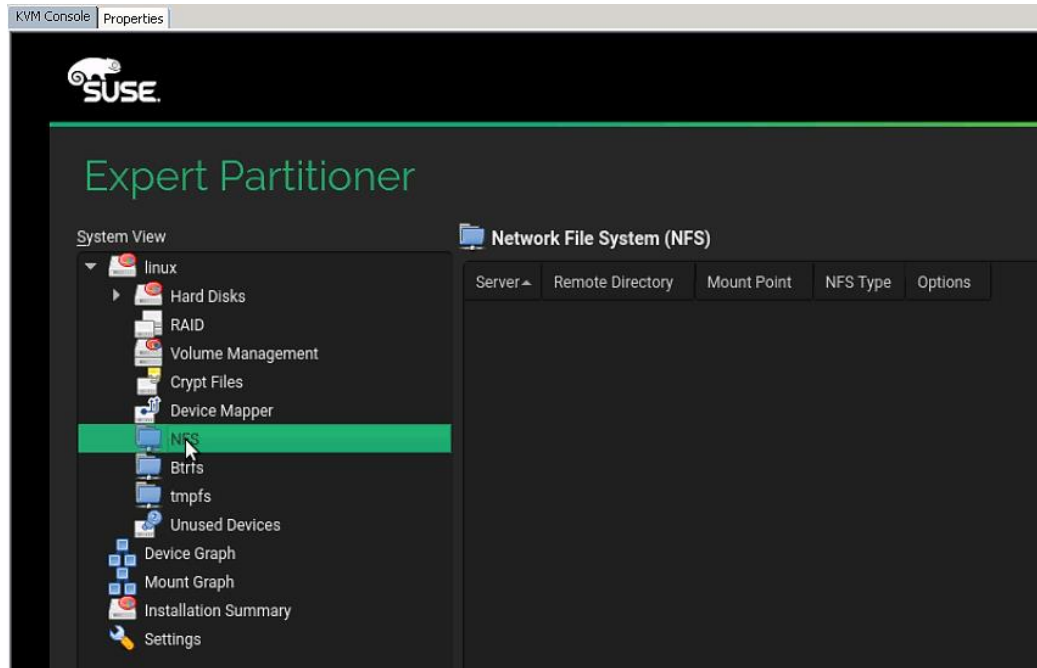 KVM Console Properties
SUSE.
Expert Partitioner
System View
linux
Hard Disks
RAID
Volume Management
Crypt Files
Device Mapper
NFS
Btrfs
tmpfs
Unused Devices
Device Graph
Mount Graph
Installation Summary
Settings
Network File System (NFS)
Server Remote Directory Mount Point NFS Type Options